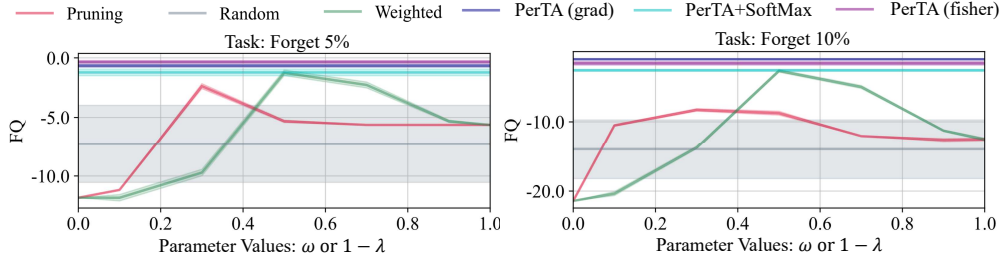 Pruning Random Weighted PerTA (grad) PerTA+SoftMax PerTA (fisher)
Task: Forget 5%
0.0
-5.0
-10.0
FQ
0.0 0.2 0.4 0.6 0.8 1.0
Parameter Values: ω or 1 − λ
Task: Forget 10%
-10.0
-20.0
FQ
0.0 0.2 0.4 0.6 0.8 1.0
Parameter Values: ω or 1 − λ